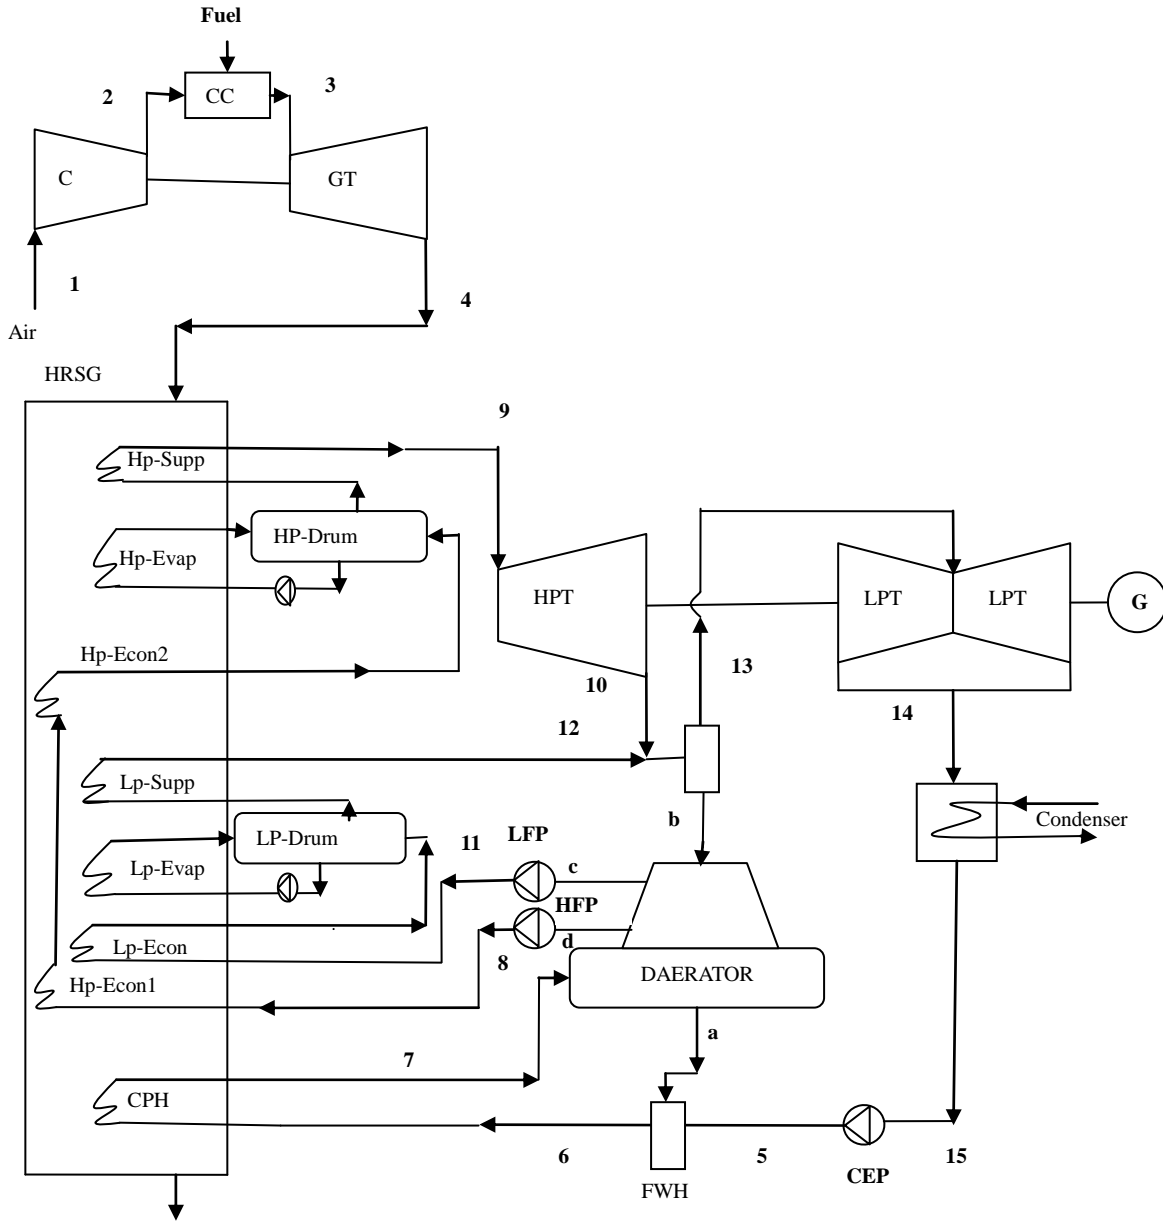 Fuel
2
CC
3
C
GT
1
4
Air
HRSG
9
Hp-Supp
HP-Drum
Hp-Evap
HPT
LPT
LPT
G
Hp-Econ2
13
10
14
12
Lp-Supp
b
Condenser
LP-Drum
11
LFP
Lp-Evap
c
HFP
Lp-Econ
d
8
Hp-Econ1
DAERATOR
a
7
CPH
6
5
15
CEP
FWH